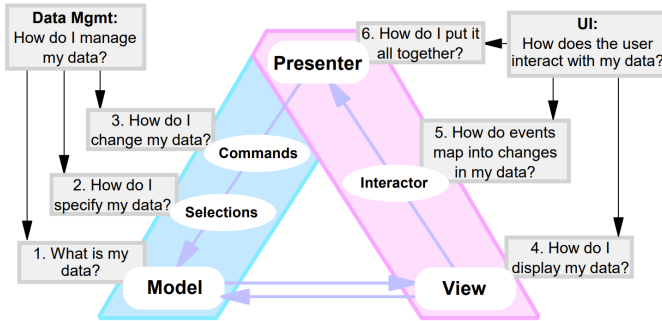 Data Mgmt:
How do I manage
my data?
6. How do I put it
all together?
UI:
How does the user
interact with my data?
Presenter
3. How do I
change my data?
Commands
5. How do events
map into changes
in my data?
2. How do I
specify my data?
Interactor
Selections
1. What is my
data?
4. How do I
display my data?
Model
View